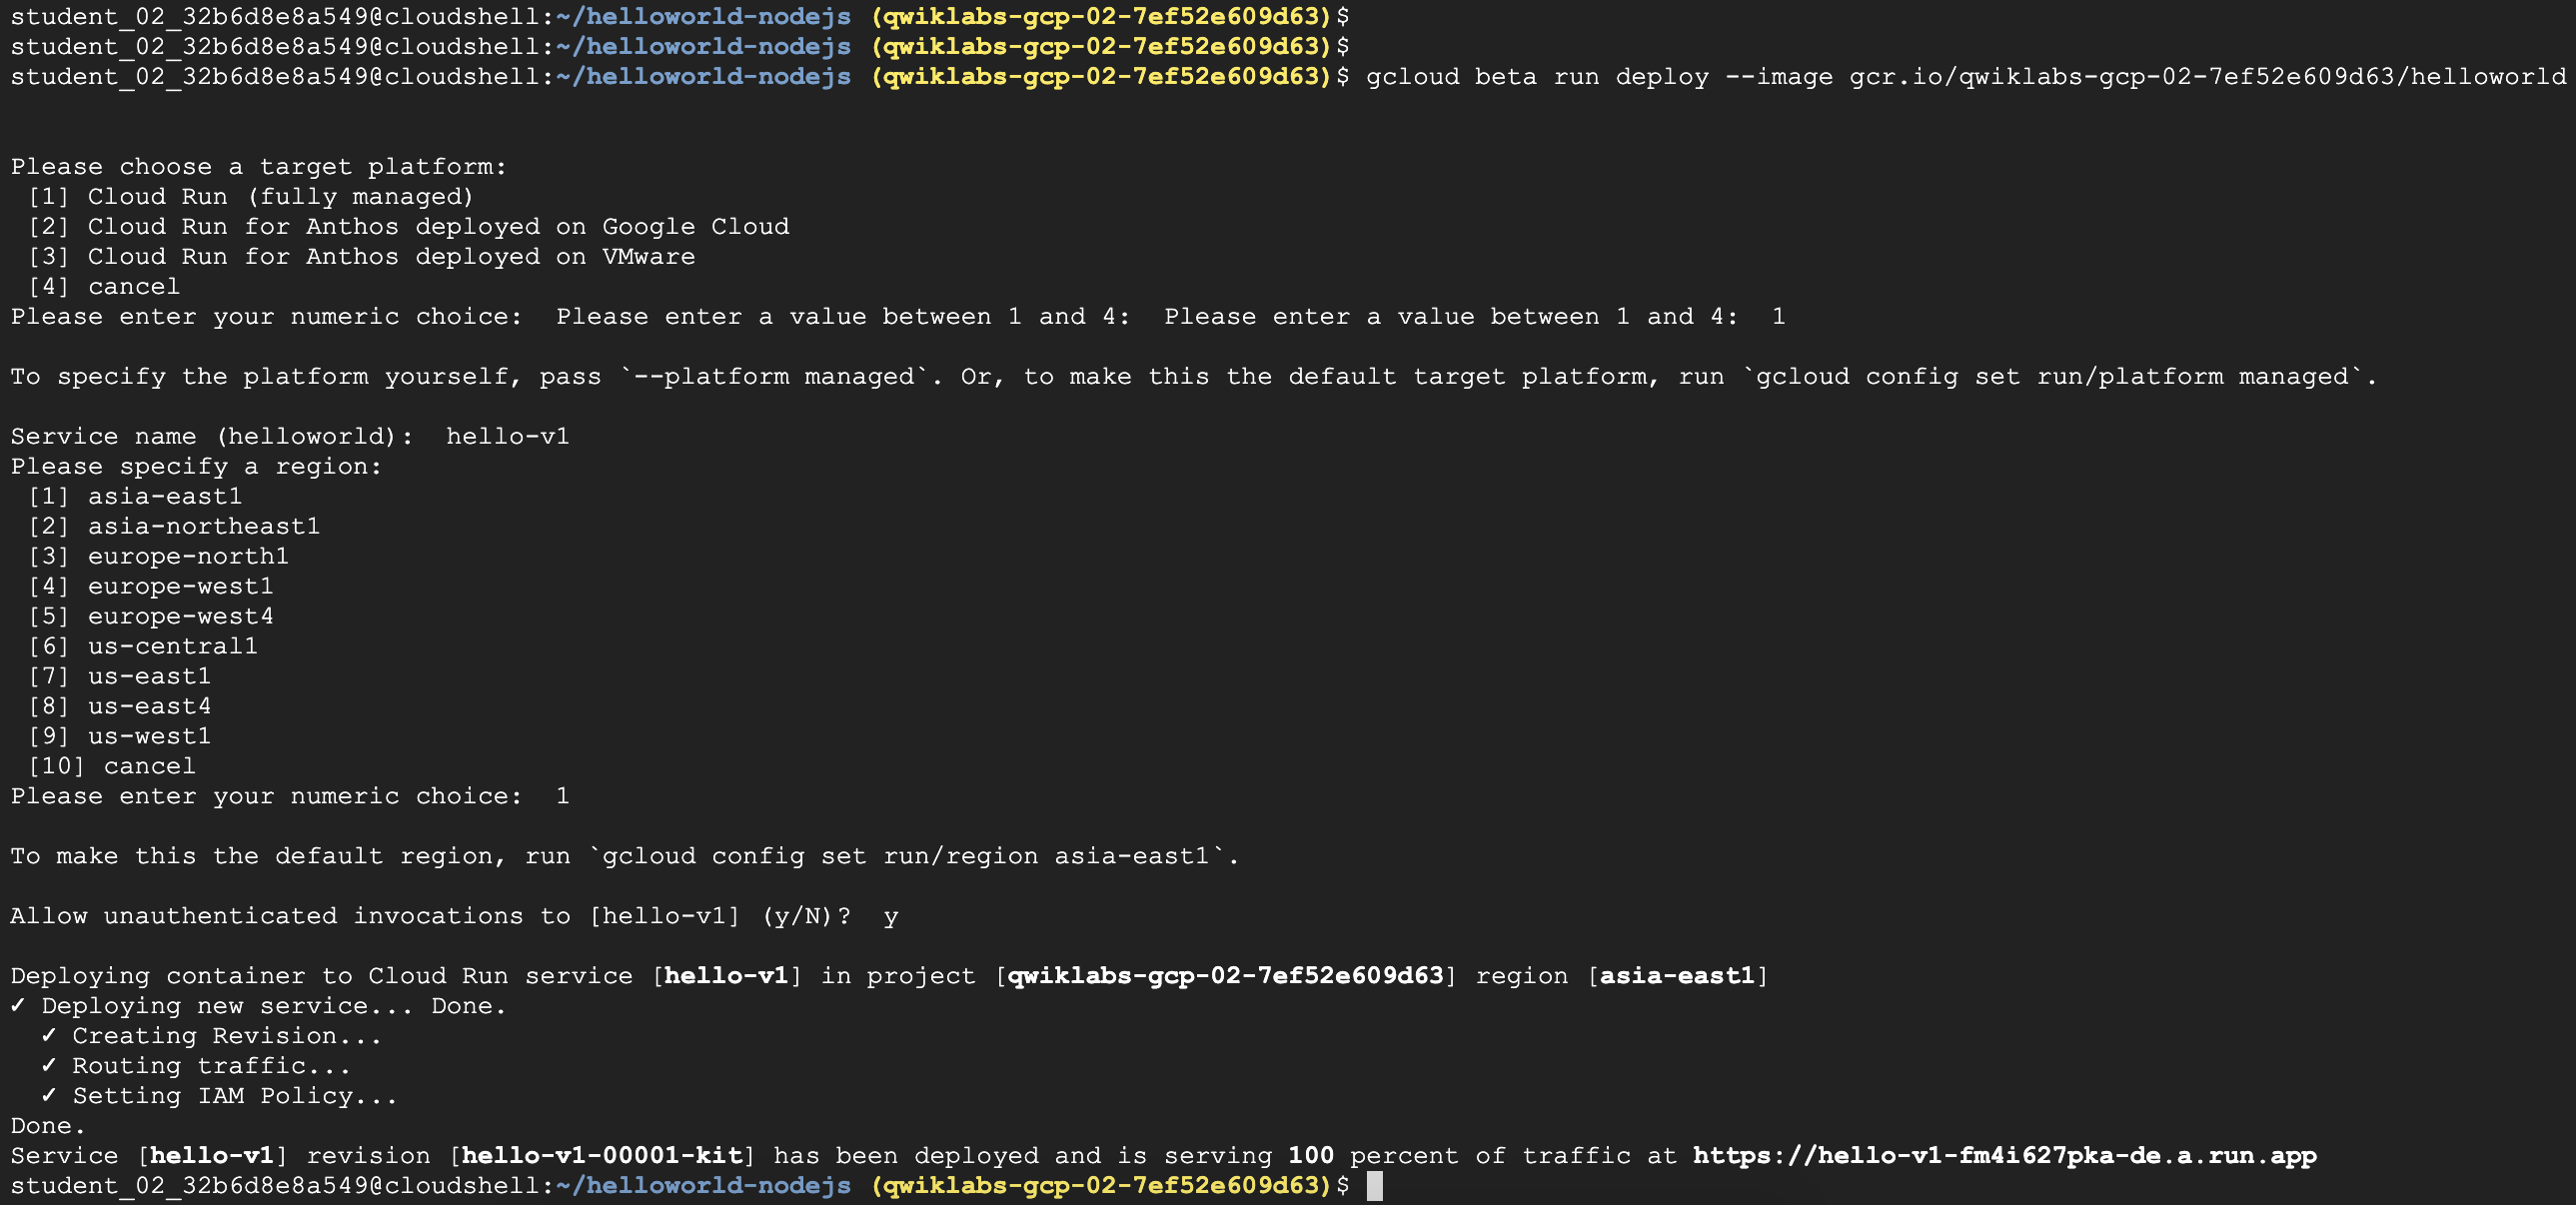 student_02_32b6d8e8a549@cloudshell:~/helloworld-nodejs (qwiklabs-gcp-02-7ef52e609d63)$
student_02_32b6d8e8a549@cloudshell:~/helloworld-nodejs (qwiklabs-gcp-02-7ef52e609d63)$
student_02_32b6d8e8a549@cloudshell:~/helloworld-nodejs (qwiklabs-gcp-02-7ef52e609d63)$ gcloud beta run deploy --image gcr.io/qwiklabs-gcp-02-7ef52e609d63/helloworld
Please choose a target platform:
[1] Cloud Run (fully managed)
[2] Cloud Run for Anthos deployed on Google Cloud
[3] Cloud Run for Anthos deployed on VMware
[4] cancel
Please enter your numeric choice:  Please enter a value between 1 and 4:  Please enter a value between 1 and 4:  1
To specify the platform yourself, pass `--platform managed`. Or, to make this the default target platform, run `gcloud config set run/platform managed`.
Service name (helloworld):  hello-v1
Please specify a region:
[1] asia-east1
[2] asia-northeast1
[3] europe-north1
[4] europe-west1
[5] europe-west4
[6] us-central1
[7] us-east1
[8] us-east4
[9] us-west1
[10] cancel
Please enter your numeric choice:  1
To make this the default region, run `gcloud config set run/region asia-east1`.
Allow unauthenticated invocations to [hello-v1] (y/N)?  y
Deploying container to Cloud Run service [hello-v1] in project [qwiklabs-gcp-02-7ef52e609d63] region [asia-east1]
✓ Deploying new service... Done.
✓ Creating Revision...
✓ Routing traffic...
✓ Setting IAM Policy...
Done.
Service [hello-v1] revision [hello-v1-00001-kit] has been deployed and is serving 100 percent of traffic at https://hello-v1-fm4i627pka-de.a.run.app
student_02_32b6d8e8a549@cloudshell:~/helloworld-nodejs (qwiklabs-gcp-02-7ef52e609d63)$